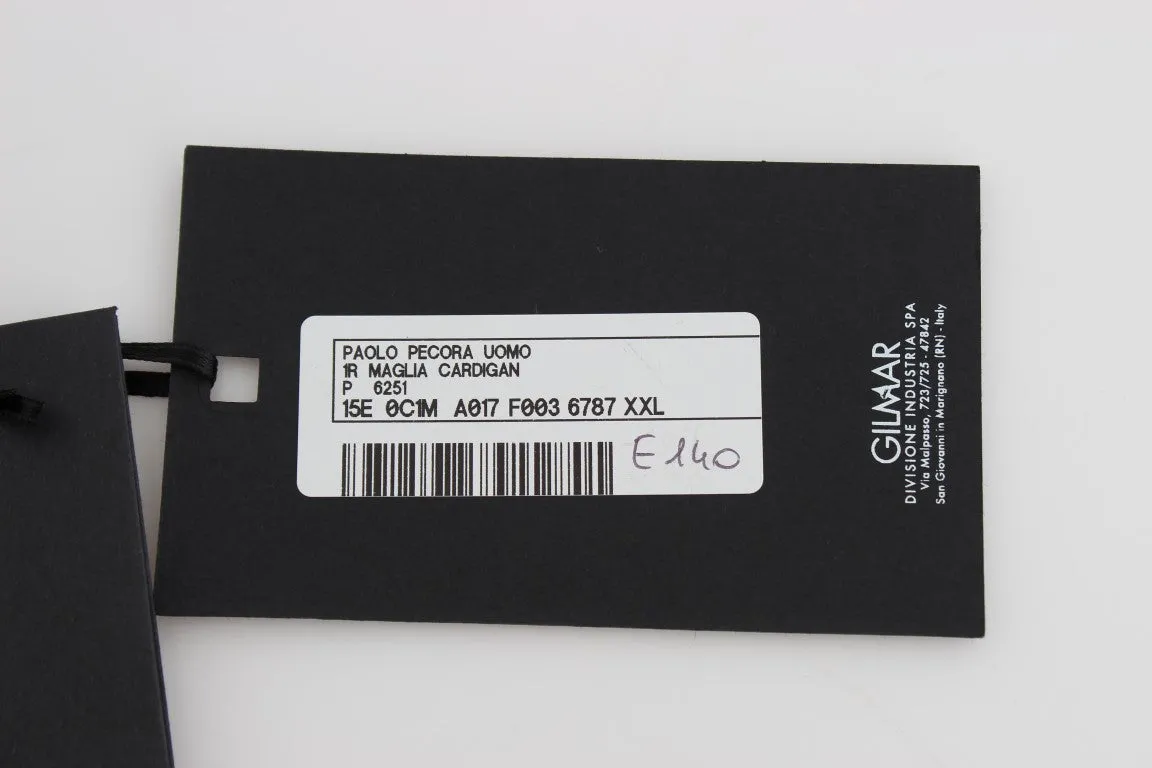 PAOLO PECORA UOMO
1R MAGLIA CARDIGAN
P 6251
15E 0C1M A017 F003 6787 XXL
E140
GILMAR
DIVISIONE INDUSTRIA SPA
Via Malpasso, 723/725 - 47842
San Giovanni in Marignano (RN) - Italy